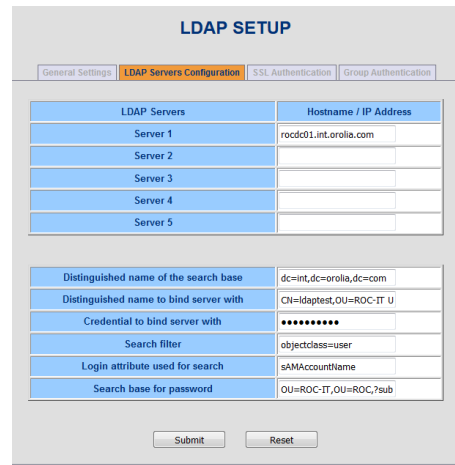 LDAP SETUP
General Settings LDAP Servers Configuration SSL Authentication Group Authentication
LDAP Servers Hostname / IP Address
Server 1 rocdc01.int.orolia.com
Server 2
Server 3
Server 4
Server 5
Distinguished name of the search base dc=int,dc=orolia,dc=com
Distinguished name to bind server with CN=ldaptest,OU=ROC-IT U
Credential to bind server with ●●●●●●●●●●
Search filter objectclass=user
Login attribute used for search sAMAccountName
Search base for password OU=ROC-IT,OU=ROC,?sub
Submit Reset